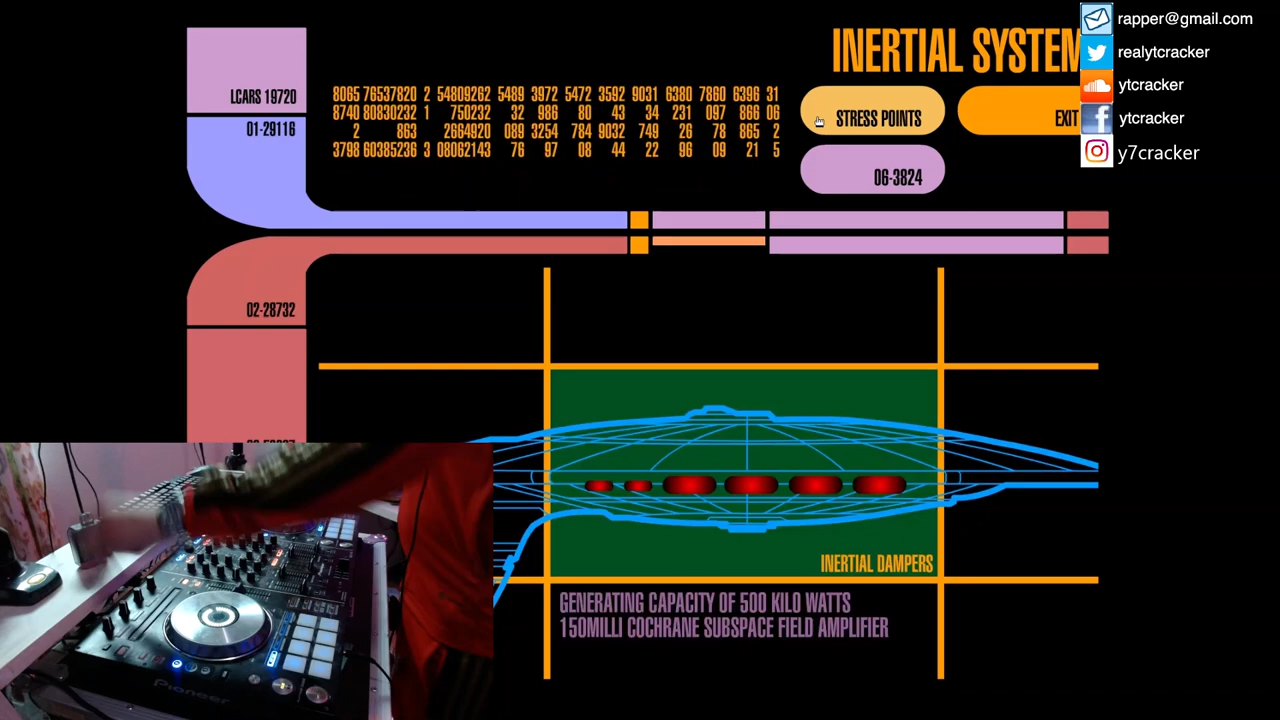 LCARS 19720
01-29116
8065 76537820 2 54809262 5489 3972 5472 3592 9031 6380 7860 6396 31
8740 80830232 1 750232 32 986 80 43 34 231 097 866 06
2 863 2664920 089 3254 784 9032 749 26 78 865 2
3798 60385236 3 08062143 76 97 08 44 22 96 09 21 5
INERTIAL SYSTEM
STRESS POINTS
EXIT
06-3824
rapper@gmail.com
realytcracker
ytcracker
ytcracker
y7cracker
02-28732
INERTIAL DAMPERS
GENERATING CAPACITY OF 500 KILO WATTS
150MILLI COCHRANE SUBSPACE FIELD AMPLIFIER
Pioneer